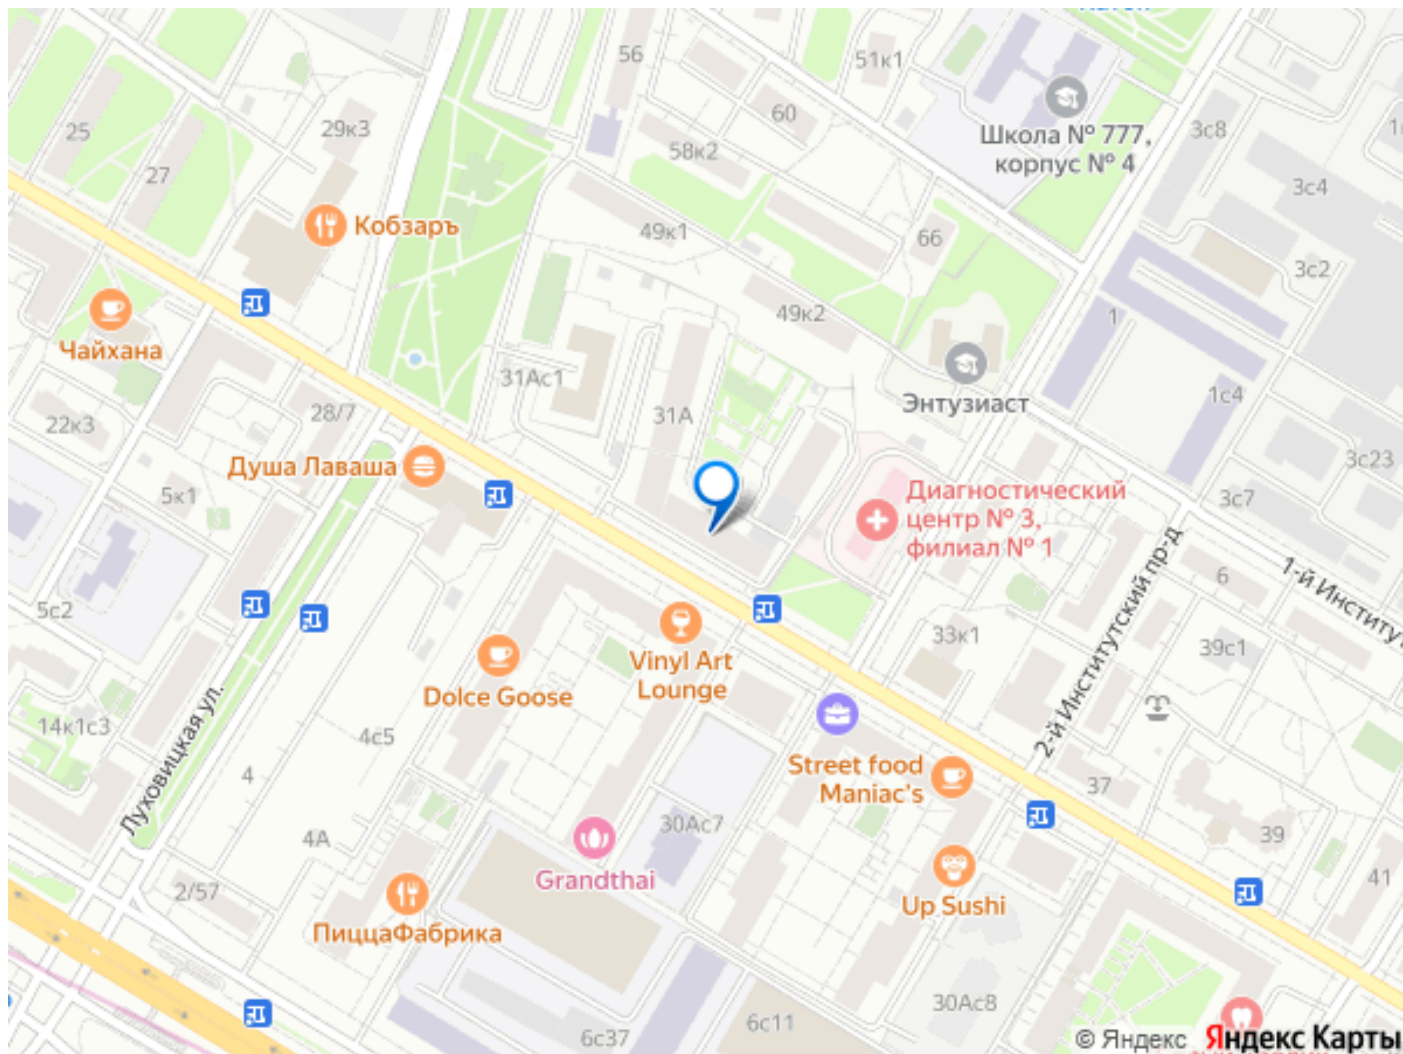 56
51к1
60
25
29к3
Школа № 777,
корпус № 4
3с8
58к2
27
3с4
Кобзаръ
49к1
66
3с2
49к2
1
Чайхана
31Ас1
Энтузиаст
1с4
22к3
28/7
31А
3с23
Душа Лаваша
5к1
Диагностический
центр № 3,
филиал № 1
3с7
2-й Институтский пр-д
6
5с2
33к1
39с1
Vinyl Art
Lounge
Dolce Goose
Луховицкая ул.
14к1с3
4с5
4
Street food
Maniac's
37
30Ас7
4А
39
Grandthai
41
2/57
Up Sushi
ПиццаФабрика
30Ас8
6с37
6с11
© Яндекс Яндекс Карты